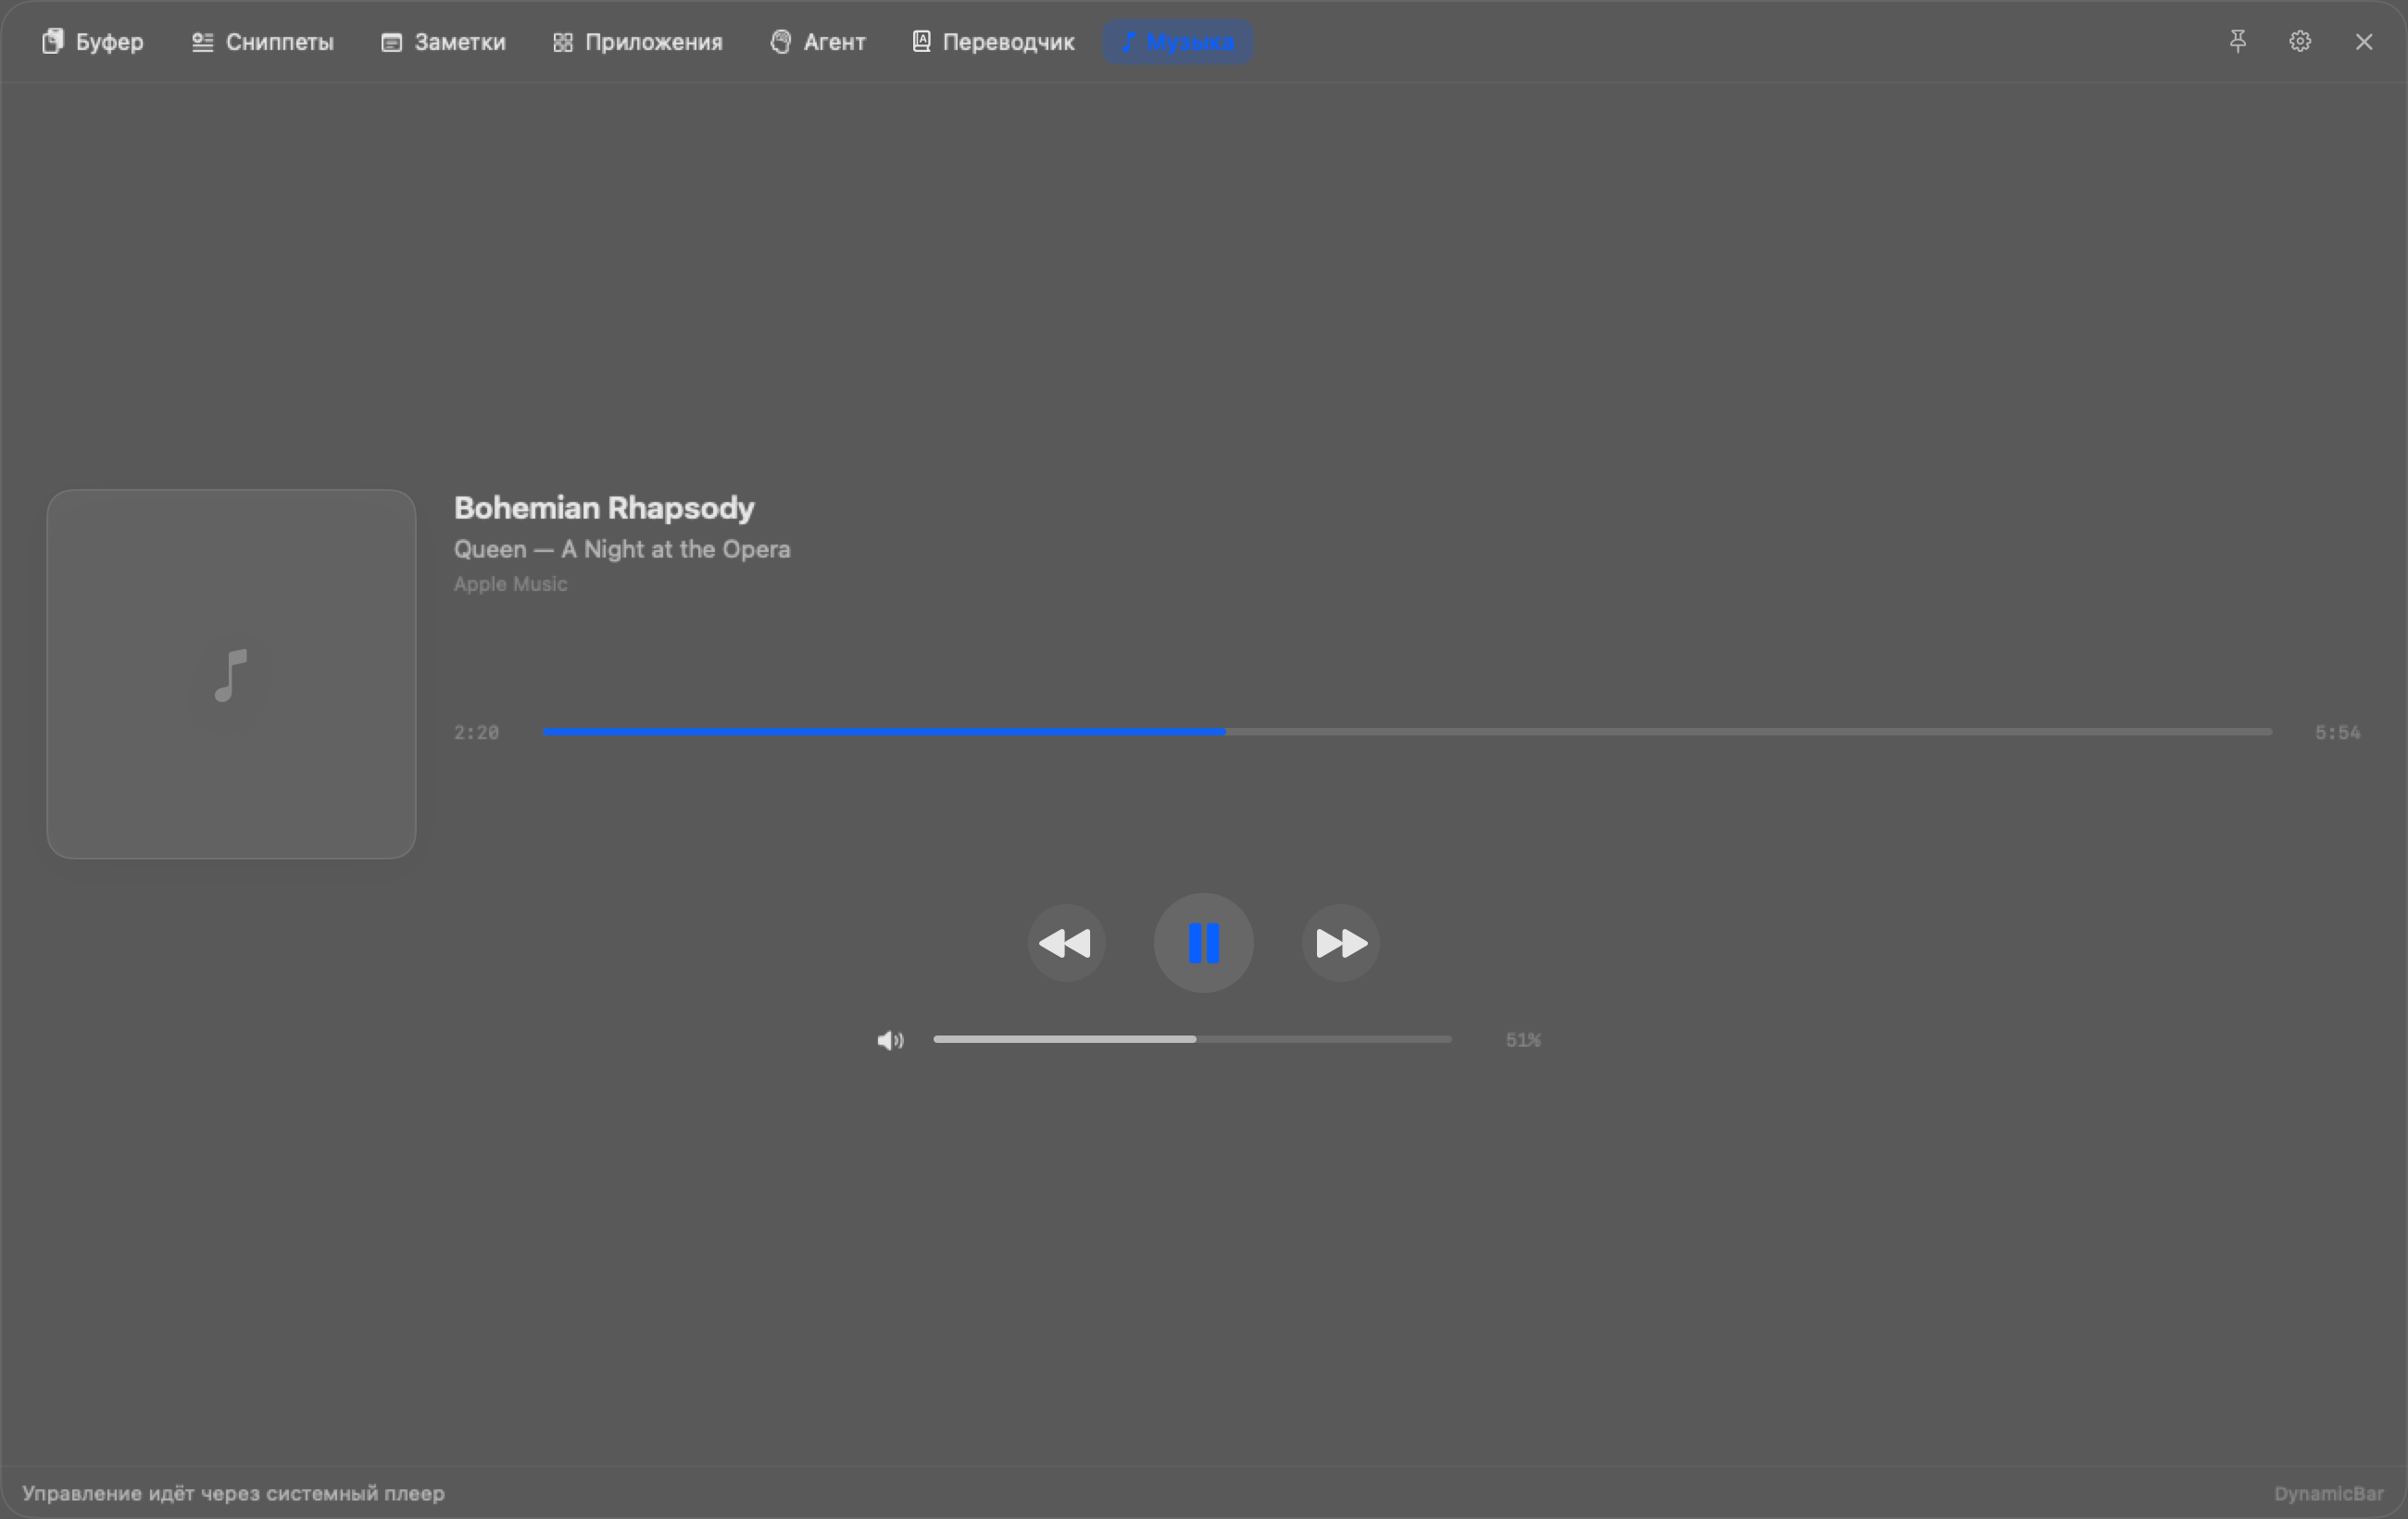 Буфер Сниппеты Заметки Приложения Агент Переводчик Музыка
Bohemian Rhapsody
Queen — A Night at the Opera
Apple Music
2:20 5:54
51%
Управление идёт через системный плеер DynamicBar